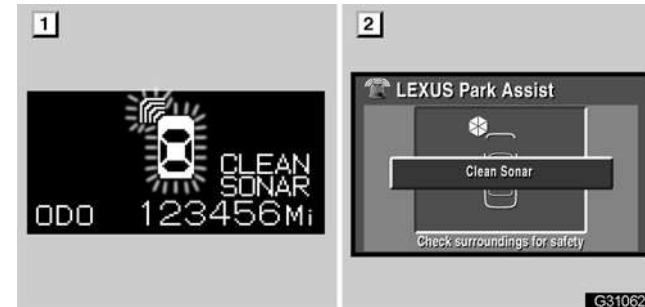 1
CLEAN
SONAR
ODO 123456Mi
2
LEXUS Park Assist
Clean Sonar
Check surroundings for safety
G31062